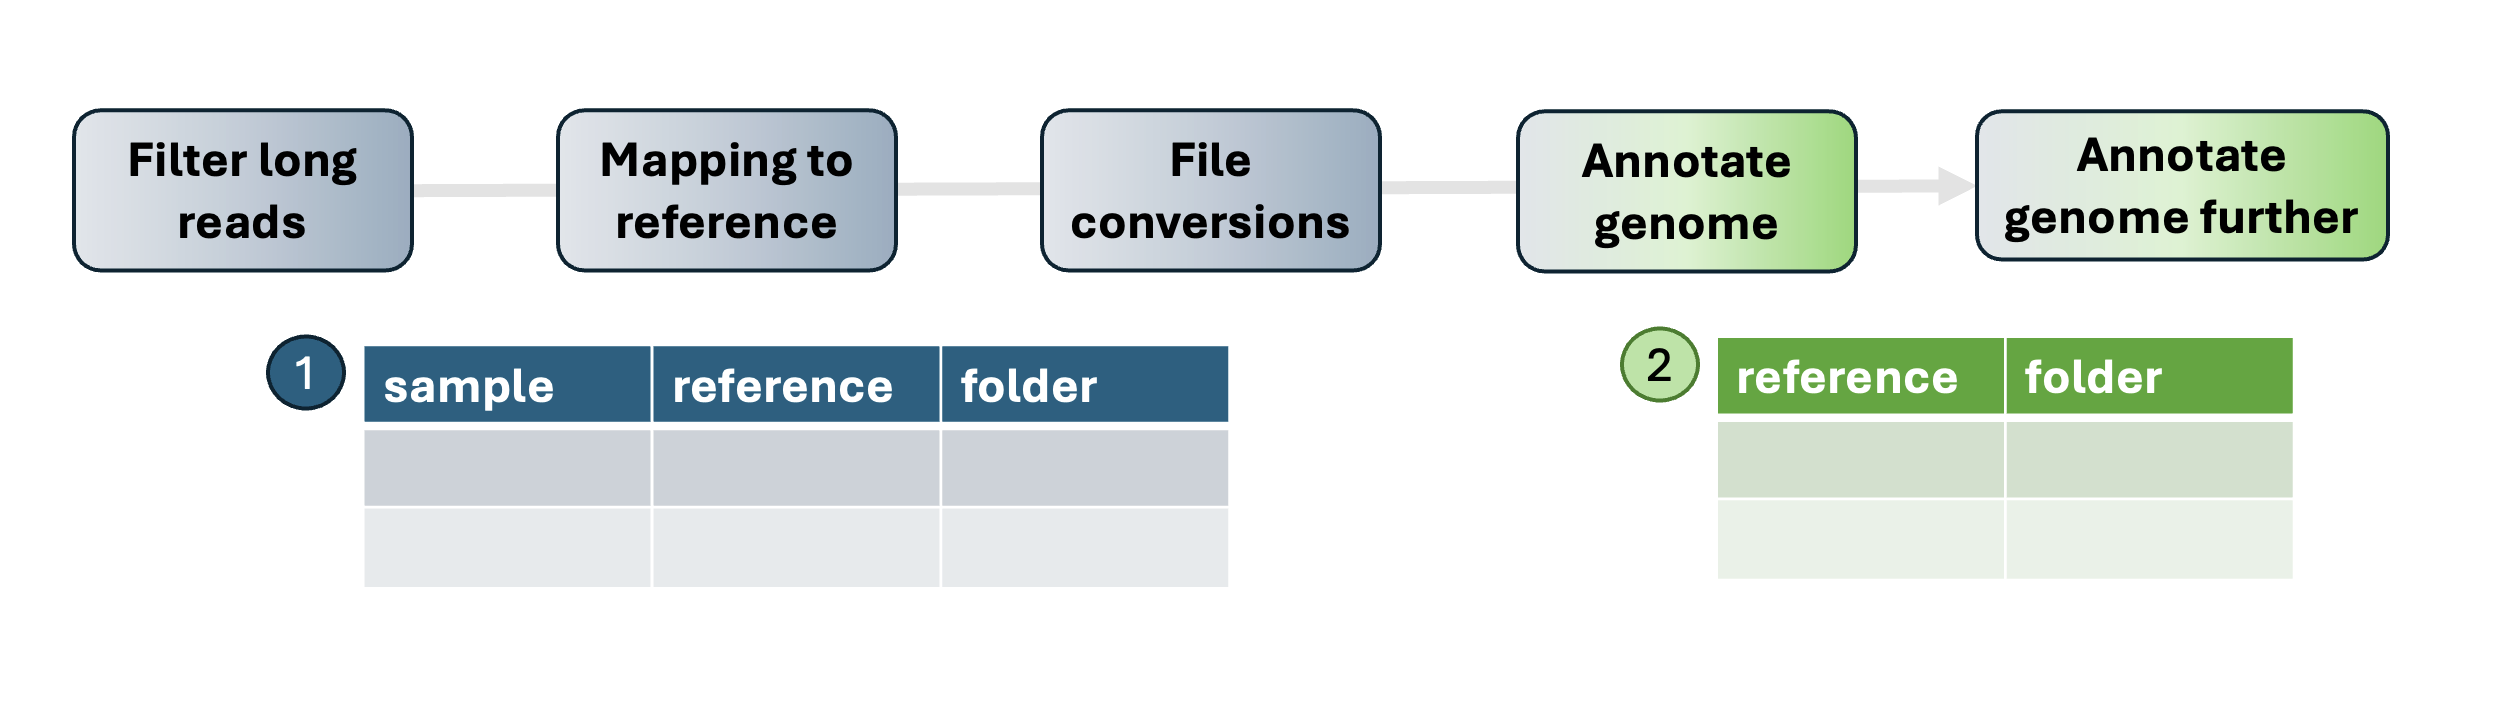 Filter long
reads
Mapping to
reference
File
conversions
Annotate
genome
Annotate
genome further
1
sample reference folder
2
reference folder